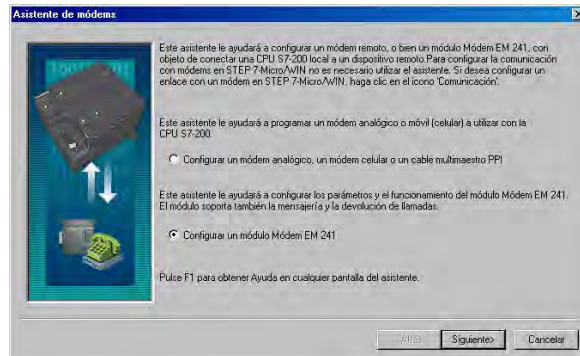 Asistente de módems
Este asistente le ayudará a configurar un módem remoto, o bien un módulo Módem EM 241, con
objeto de conectar una CPU S7-200 local a un dispositivo remoto.Para configurar la comunicación
con módems en STEP 7-Micro/WIN no es necesario utilizar el asistente. Si desea configurar un
enlace con un módem en STEP 7-Micro/WIN, haga clic en el ícono 'Comunicación'.
Este asistente le ayudará a programar un módem analógico o móvil (celular) a utilizar con la
CPU S7-200.
Configurar un módem analógico, un módem celular o un cable multimaestro PPI
Este asistente le ayudará a configurar los parámetros y el funcionamiento del módulo Módem EM 241.
El módulo soporta también la mensajería y la devolución de llamadas.
Configurar un módulo Módem EM 241
Pulse F1 para obtener Ayuda en cualquier pantalla del asistente.
<Atrás Siguiente> Cancelar